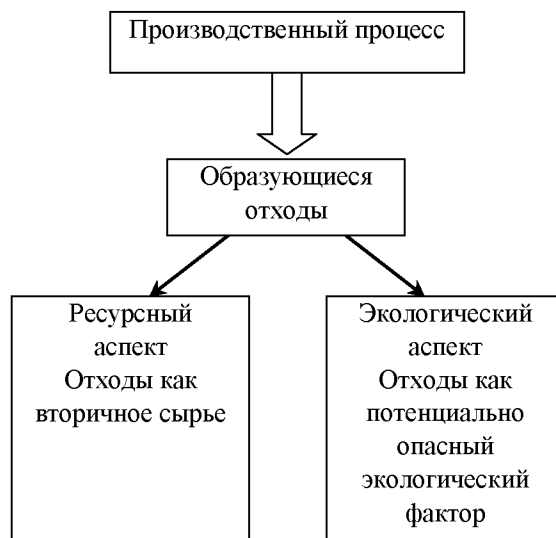 Производственный процесс
Образующиеся
отходы
Ресурсный
аспект
Отходы как
вторичное сырье
Экологический
аспект
Отходы как
потенциально
опасный
экологический
фактор